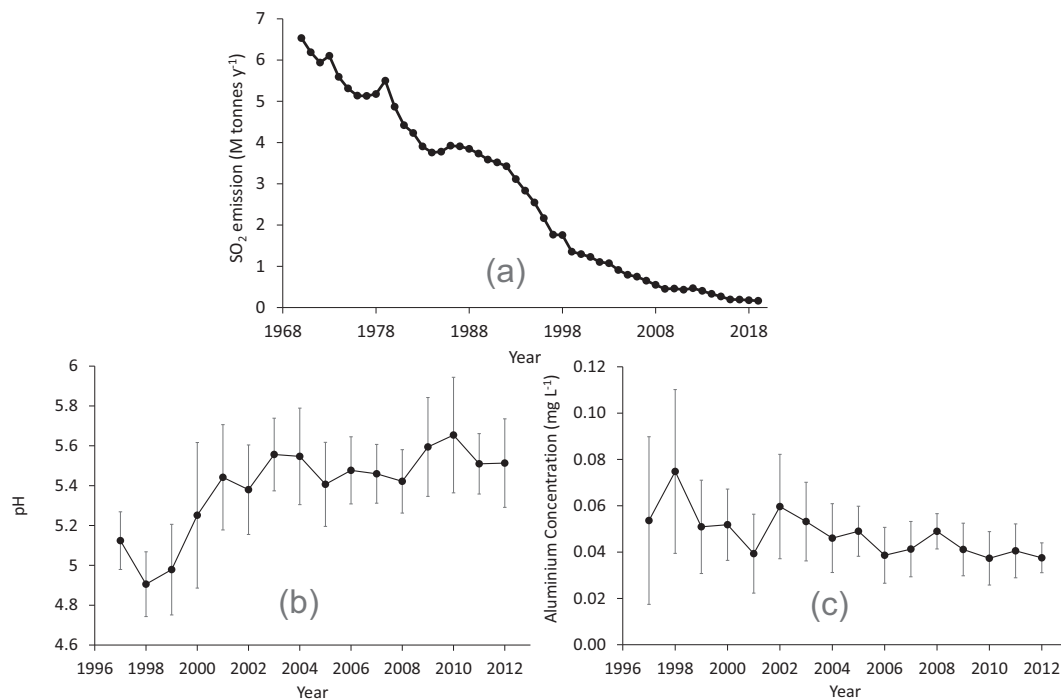 7
6
5
4
3
2
1
0
SO₂ emission (M tonnes y⁻¹)
(a)
1968 1978 1988 1998 2008 2018
Year
6
5.8
5.6
5.4
5.2
5
4.8
4.6
pH
(b)
1996 1998 2000 2002 2004 2006 2008 2010 2012
Year
0.12
0.10
0.08
0.06
0.04
0.02
0.00
Aluminium Concentration (mg L⁻¹)
(c)
1996 1998 2000 2002 2004 2006 2008 2010 2012
Year